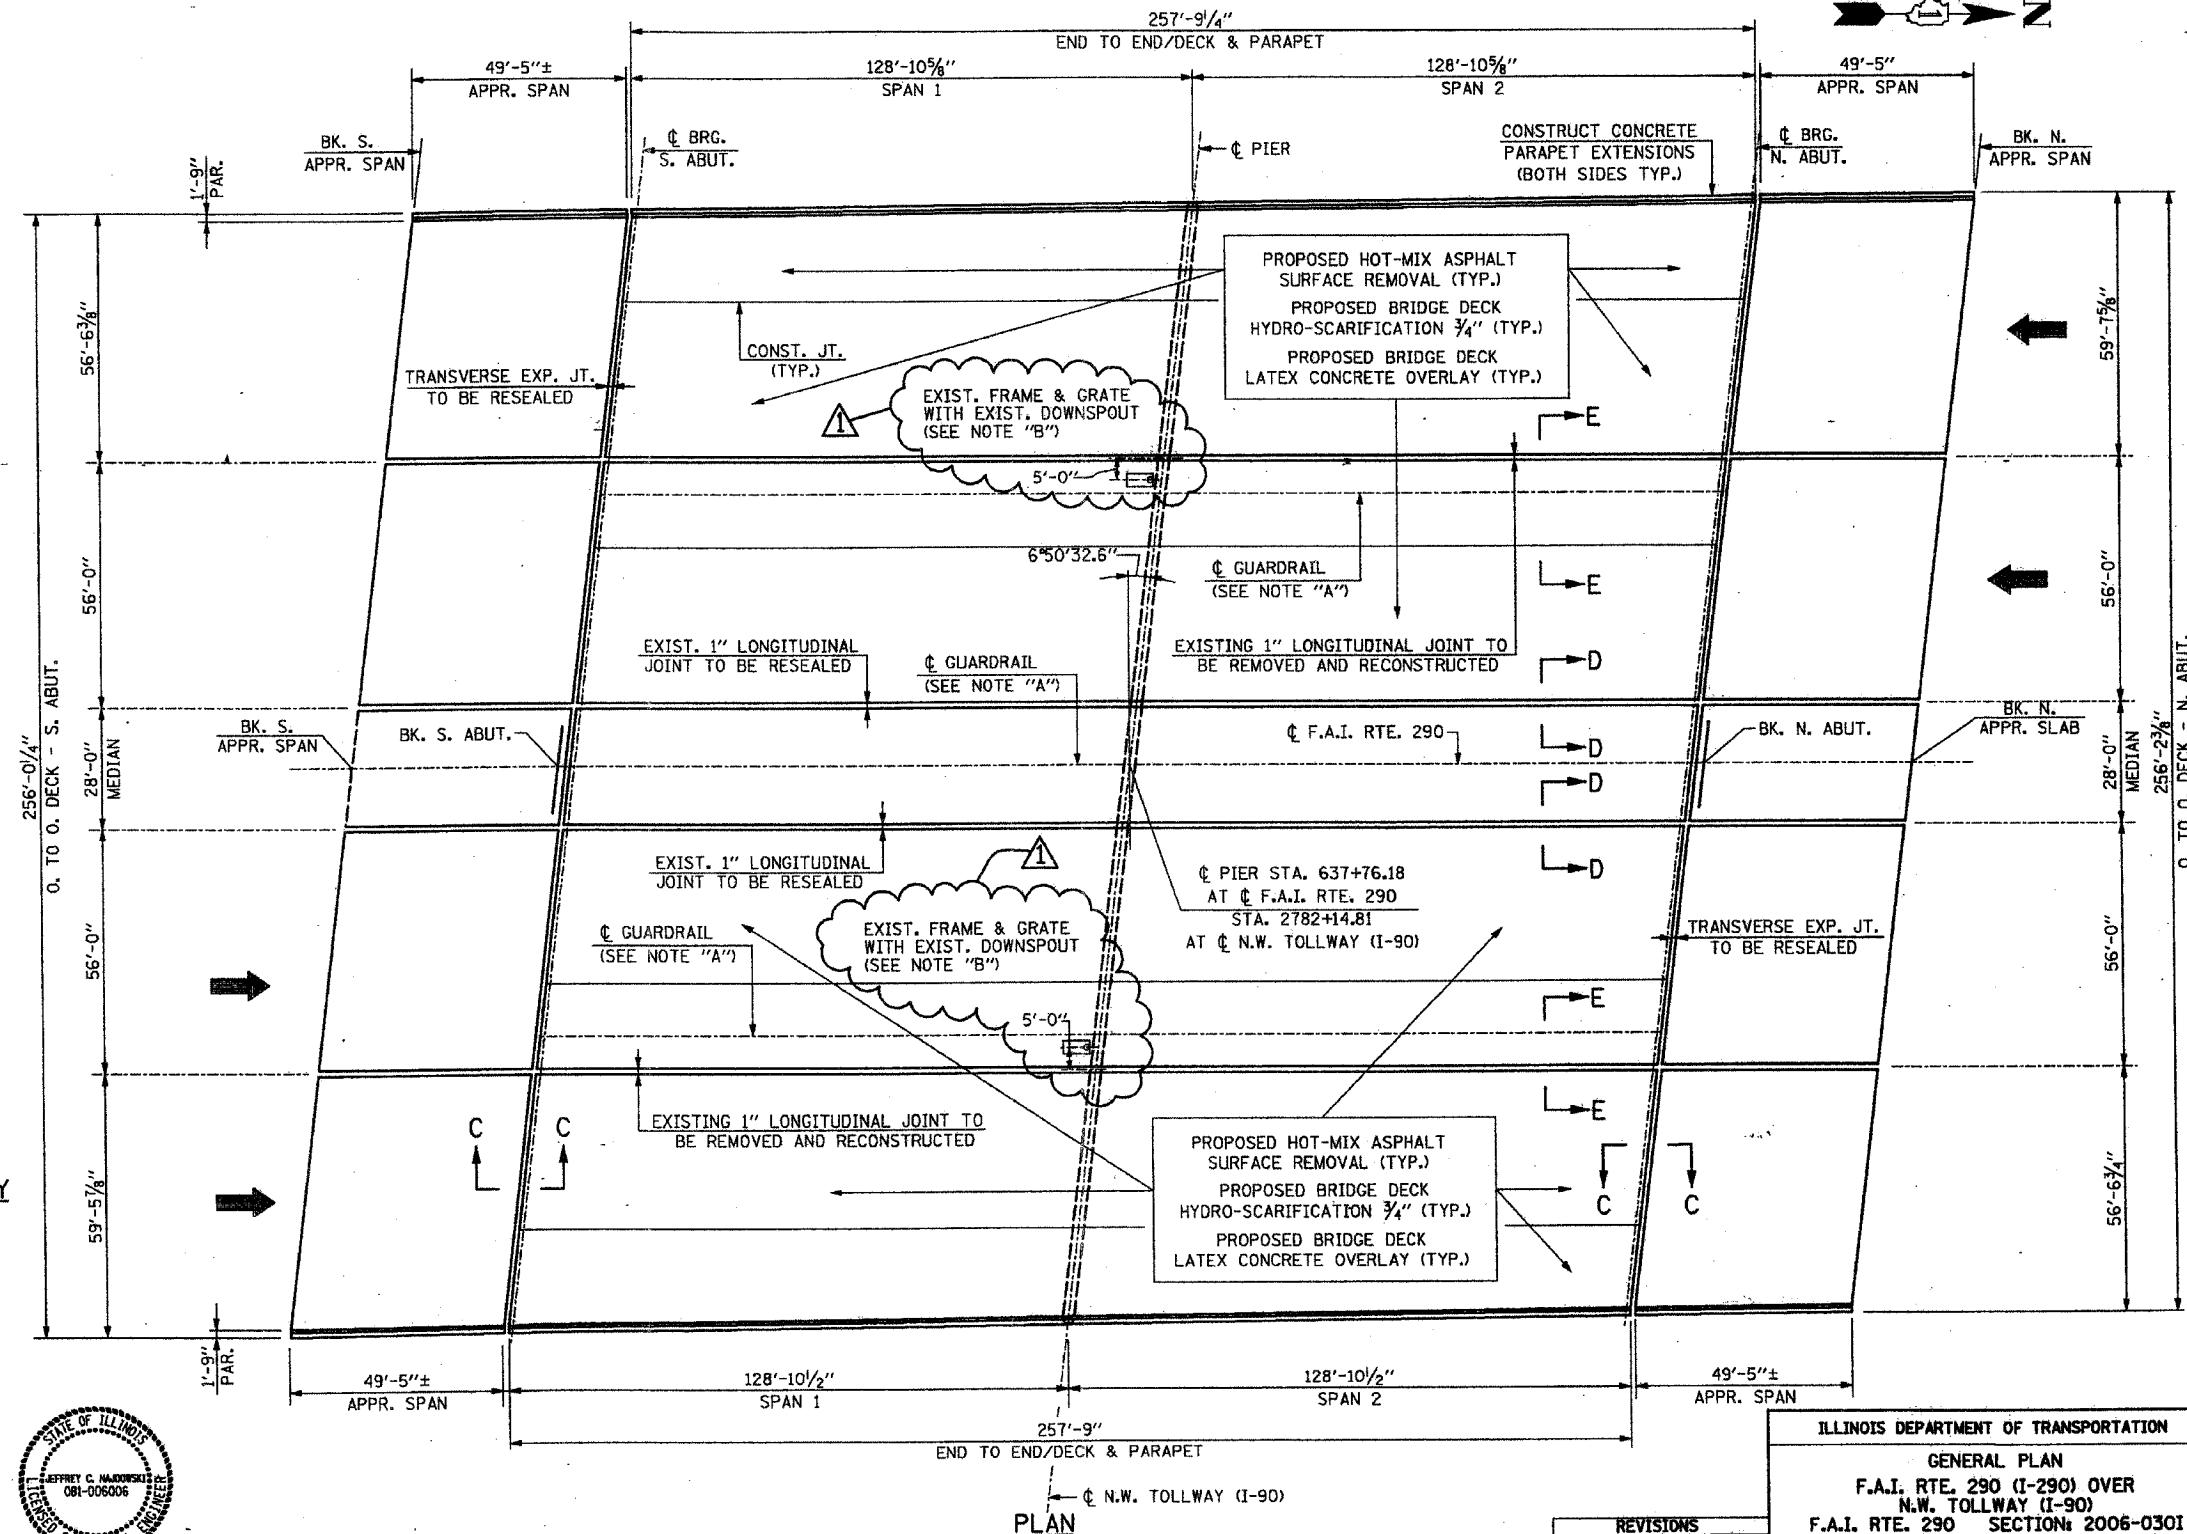 257'-9¼"
END TO END/DECK & PARAPET
N
49'-5"±
APPR. SPAN
128'-10⅝"
SPAN 1
128'-10⅝"
SPAN 2
49'-5"
APPR. SPAN
BK. S.
APPR. SPAN
℄ BRG.
S. ABUT.
℄ PIER
CONSTRUCT CONCRETE
PARAPET EXTENSIONS
(BOTH SIDES TYP.)
℄ BRG.
N. ABUT.
BK. N.
APPR. SPAN
1'-9"
PAR.
PROPOSED HOT-MIX ASPHALT
SURFACE REMOVAL (TYP.)
PROPOSED BRIDGE DECK
HYDRO-SCARIFICATION ¾" (TYP.)
PROPOSED BRIDGE DECK
LATEX CONCRETE OVERLAY (TYP.)
56'-6⅜"
59'-7⅝"
CONST. JT.
(TYP.)
TRANSVERSE EXP. JT.
TO BE RESEALED
1
EXIST. FRAME & GRATE
WITH EXIST. DOWNSPOUT
(SEE NOTE "B")
5'-0"
E
6°50'32.6"
℄ GUARDRAIL
(SEE NOTE "A")
E
56'-0"
56'-0"
EXIST. 1" LONGITUDINAL
JOINT TO BE RESEALED
℄ GUARDRAIL
(SEE NOTE "A")
EXISTING 1" LONGITUDINAL JOINT TO
BE REMOVED AND RECONSTRUCTED
D
BK. S.
APPR. SPAN
BK. S. ABUT.
℄ F.A.I. RTE. 290
D
BK. N. ABUT.
BK. N.
APPR. SLAB
256'-0¼"
O. TO O. DECK - S. ABUT.
28'-0"
MEDIAN
28'-0"
MEDIAN
256'-2⅜"
O. TO O. DECK - N. ABUT.
D
EXIST. 1" LONGITUDINAL
JOINT TO BE RESEALED
1
D
℄ PIER STA. 637+76.18
AT ℄ F.A.I. RTE. 290
STA. 2782+14.81
AT ℄ N.W. TOLLWAY (I-90)
℄ GUARDRAIL
(SEE NOTE "A")
EXIST. FRAME & GRATE
WITH EXIST. DOWNSPOUT
(SEE NOTE "B")
TRANSVERSE EXP. JT.
TO BE RESEALED
56'-0"
56'-0"
5'-0"
E
E
EXISTING 1" LONGITUDINAL JOINT TO
BE REMOVED AND RECONSTRUCTED
C
C
PROPOSED HOT-MIX ASPHALT
SURFACE REMOVAL (TYP.)
PROPOSED BRIDGE DECK
HYDRO-SCARIFICATION ¾" (TYP.)
PROPOSED BRIDGE DECK
LATEX CONCRETE OVERLAY (TYP.)
C
C
Y
59'-5⅞"
56'-6¾"
1'-9"
PAR.
49'-5"±
APPR. SPAN
128'-10½"
SPAN 1
128'-10½"
SPAN 2
49'-5"±
APPR. SPAN
257'-9"
END TO END/DECK & PARAPET
℄ N.W. TOLLWAY (I-90)
PLAN
STATE OF ILLINOIS
JEFFREY C.
081-006006
LICENSED
ENGINEER
ILLINOIS DEPARTMENT OF TRANSPORTATION
GENERAL PLAN
F.A.I. RTE. 290 (I-290) OVER
N.W. TOLLWAY (I-90)
F.A.I. RTE. 290 SECTION: 2006-030I
REVISIONS